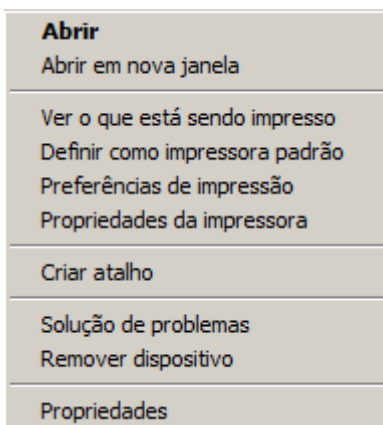 Abrir
Abrir em nova janela
Ver o que está sendo impresso
Definir como impressora padrão
Preferências de impressão
Propriedades da impressora
Criar atalho
Solução de problemas
Remover dispositivo
Propriedades